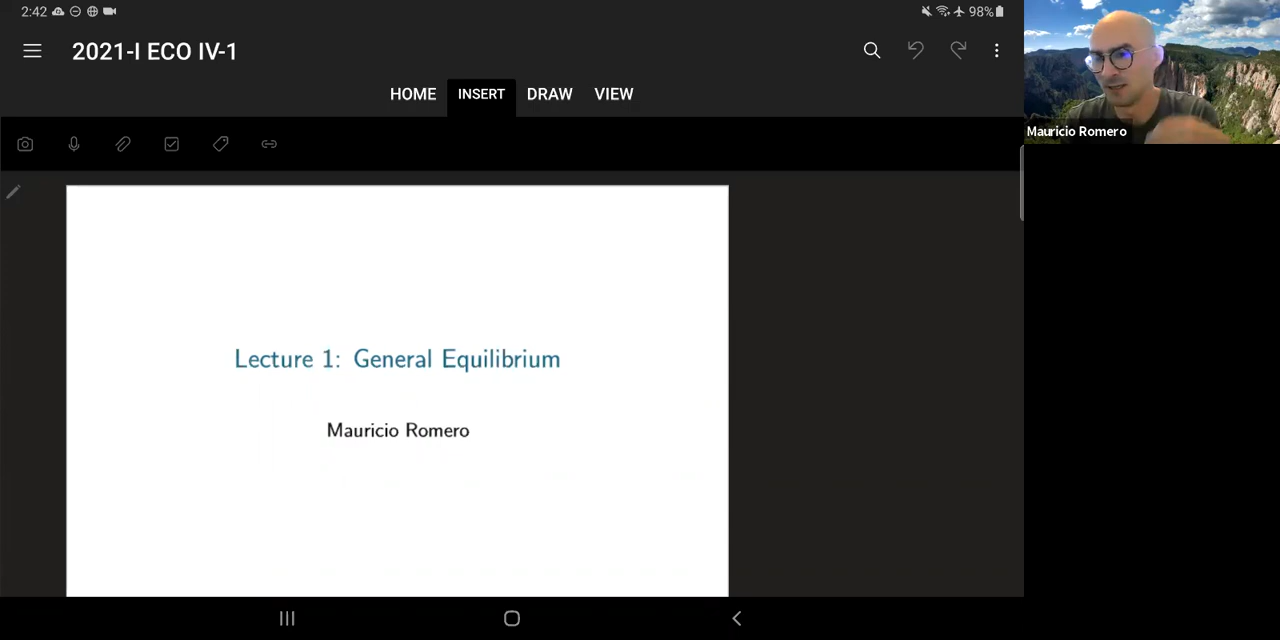 2:42
98%
2021-I ECO IV-1
HOME INSERT DRAW VIEW
Mauricio Romero
Lecture 1: General Equilibrium
Mauricio Romero